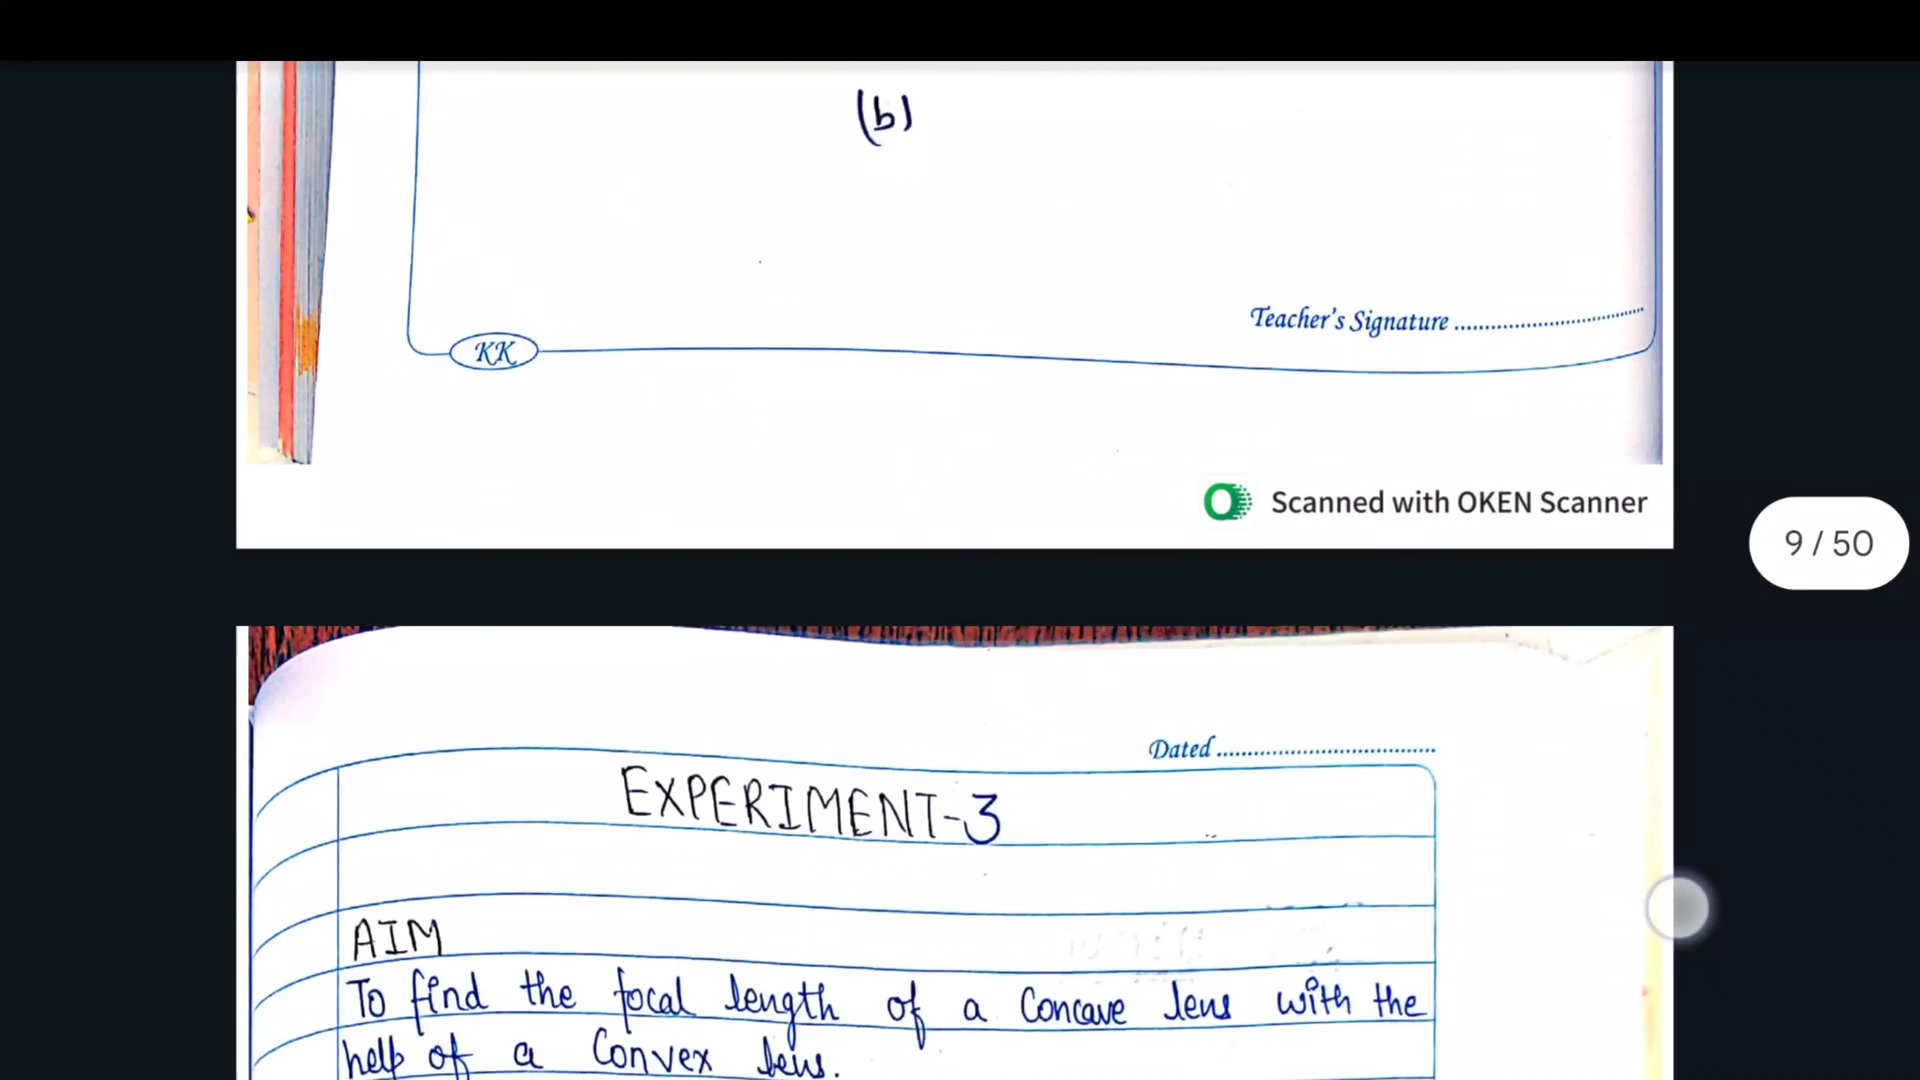 (b)
Teacher's Signature ................................
KK
Scanned with OKEN Scanner
9 / 50
Dated ....................................
EXPERIMENT-3
AIM
To find the focal length of a Concave lens with the
help of a Convex lens.